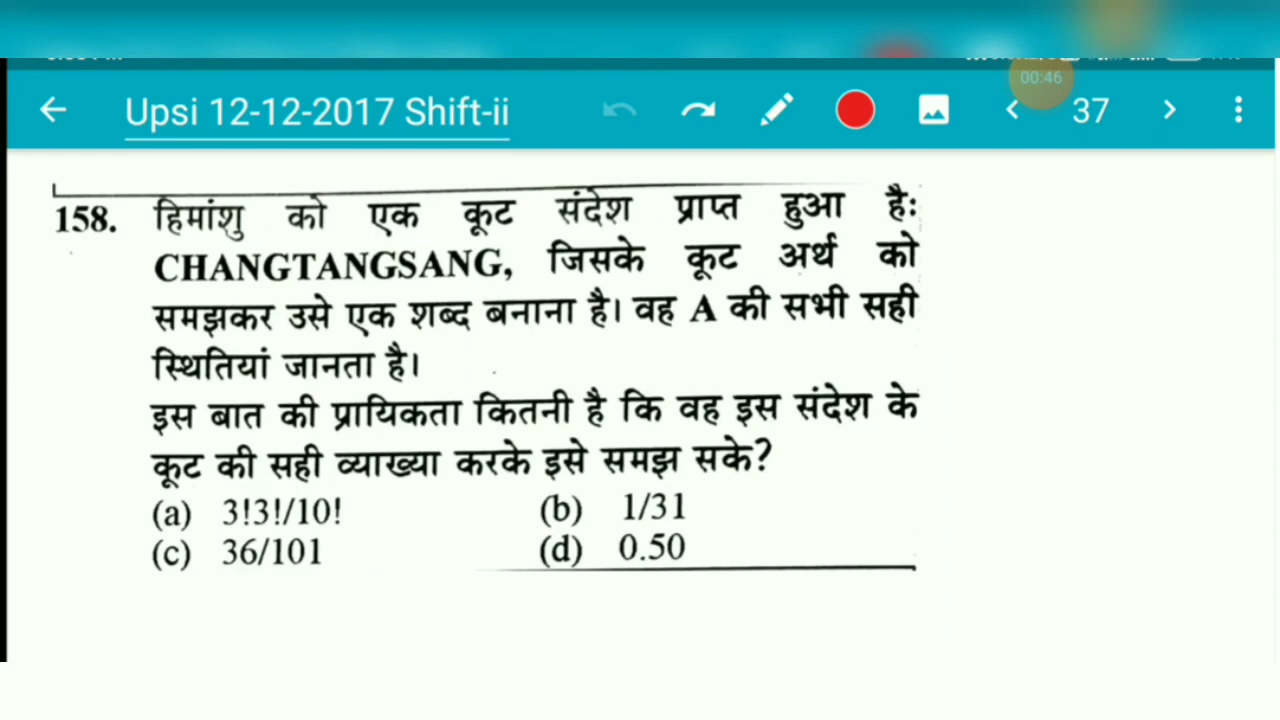 00:46
Upsi 12-12-2017 Shift-ii
37
158. हिमांशु को एक कूट संदेश प्राप्त हुआ है:
CHANGTANGSANG, जिसके कूट अर्थ को
समझकर उसे एक शब्द बनाना है। वह A की सभी सही
स्थितियां जानता है।
इस बात की प्रायिकता कितनी है कि वह इस संदेश के
कूट की सही व्याख्या करके इसे समझ सके?
(a) 3!3!/10! (b) 1/31
(c) 36/101 (d) 0.50